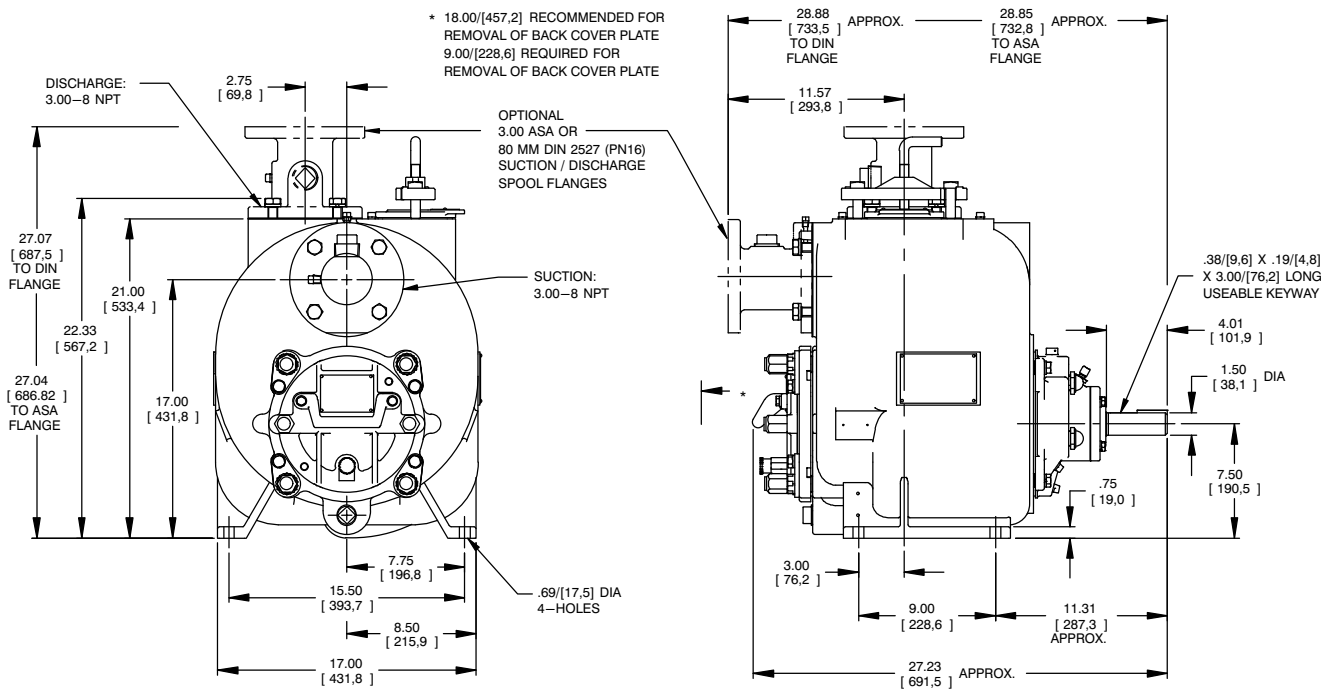 * 18.00/[457,2] RECOMMENDED FOR
REMOVAL OF BACK COVER PLATE
9.00/[228,6] REQUIRED FOR
REMOVAL OF BACK COVER PLATE
DISCHARGE:
3.00–8 NPT
2.75
[ 69,8 ]
OPTIONAL
3.00 ASA OR
80 MM DIN 2527 (PN16)
SUCTION / DISCHARGE
SPOOL FLANGES
27.07
[ 687,5 ]
TO DIN
FLANGE
27.04
[ 686.82 ]
TO ASA
FLANGE
22.33
[ 567,2 ]
21.00
[ 533,4 ]
17.00
[ 431,8 ]
SUCTION:
3.00–8 NPT
7.75
[ 196,8 ]
15.50
[ 393,7 ]
8.50
[ 215,9 ]
17.00
[ 431,8 ]
.69/[17,5] DIA
4–HOLES
28.88
[ 733,5 ]
APPROX.
TO DIN
FLANGE
28.85
[ 732,8 ]
APPROX.
TO ASA
FLANGE
11.57
[ 293,8 ]
.38/[9,6] X .19/[4,8]
X 3.00/[76,2] LONG
USEABLE KEYWAY
4.01
[ 101,9 ]
1.50
[ 38,1 ]
DIA
*
7.50
[ 190,5 ]
.75
[ 19,0 ]
3.00
[ 76,2 ]
9.00
[ 228,6 ]
11.31
[ 287,3 ]
APPROX.
27.23
[ 691,5 ]
APPROX.